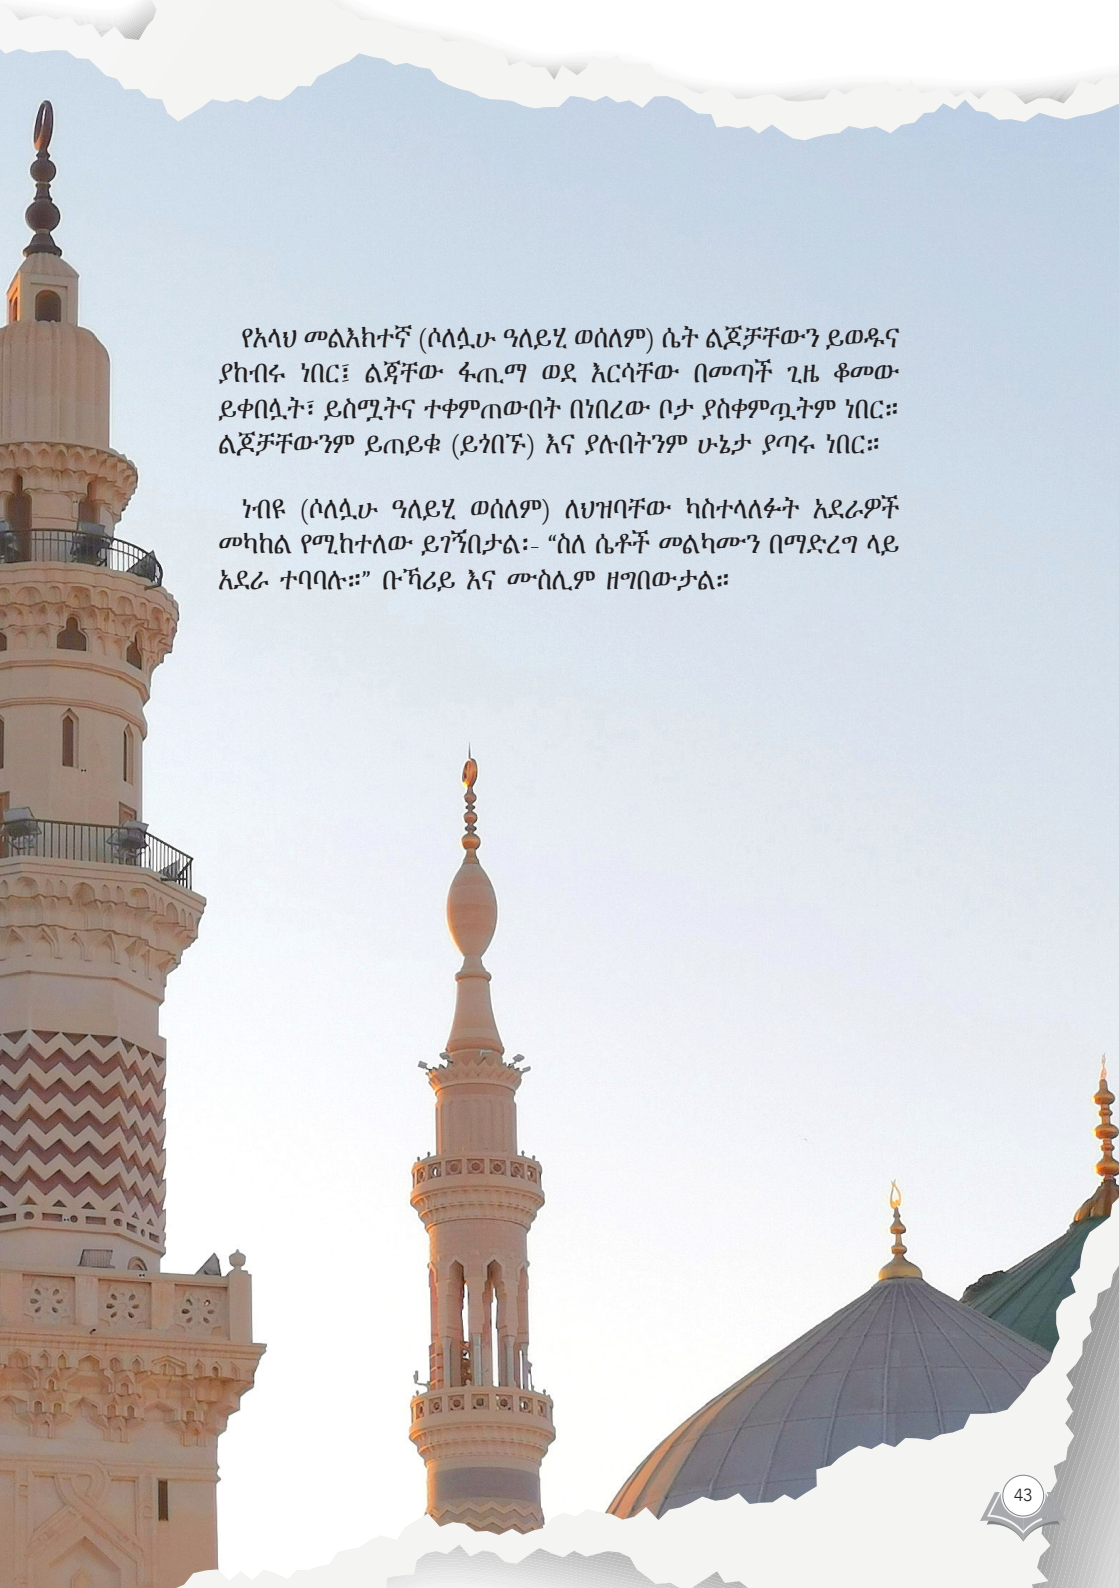 የአላህ መልእክተኛ (ሶለሏሁ ዓለይሂ ወሰለም) ሴት ልጆቻቸውን ይወዱና
ያከብሩ ነበር፤ ልጃቸው ፋጢማ ወደ እርሳቸው በመጣች ጊዜ ቆመው
ይቀበሏት፣ ይስሟትና ተቀምጠውበት በነበረው ቦታ ያስቀምጧትም ነበር።
ልጆቻቸውንም ይጠይቁ (ይጎበኙ) እና ያሉበትንም ሁኔታ ያጣሩ ነበር።
ነብዩ (ሶለሏሁ ዓለይሂ ወሰለም) ለህዝባቸው ካስተላለፉት አደራዎች
መካከል የሚከተለው ይገኝበታል፡- “ስለ ሴቶች መልካሙን በማድረግ ላይ
አደራ ተባባሉ።” ቡኻሪይ እና ሙስሊም ዘግበውታል።
43